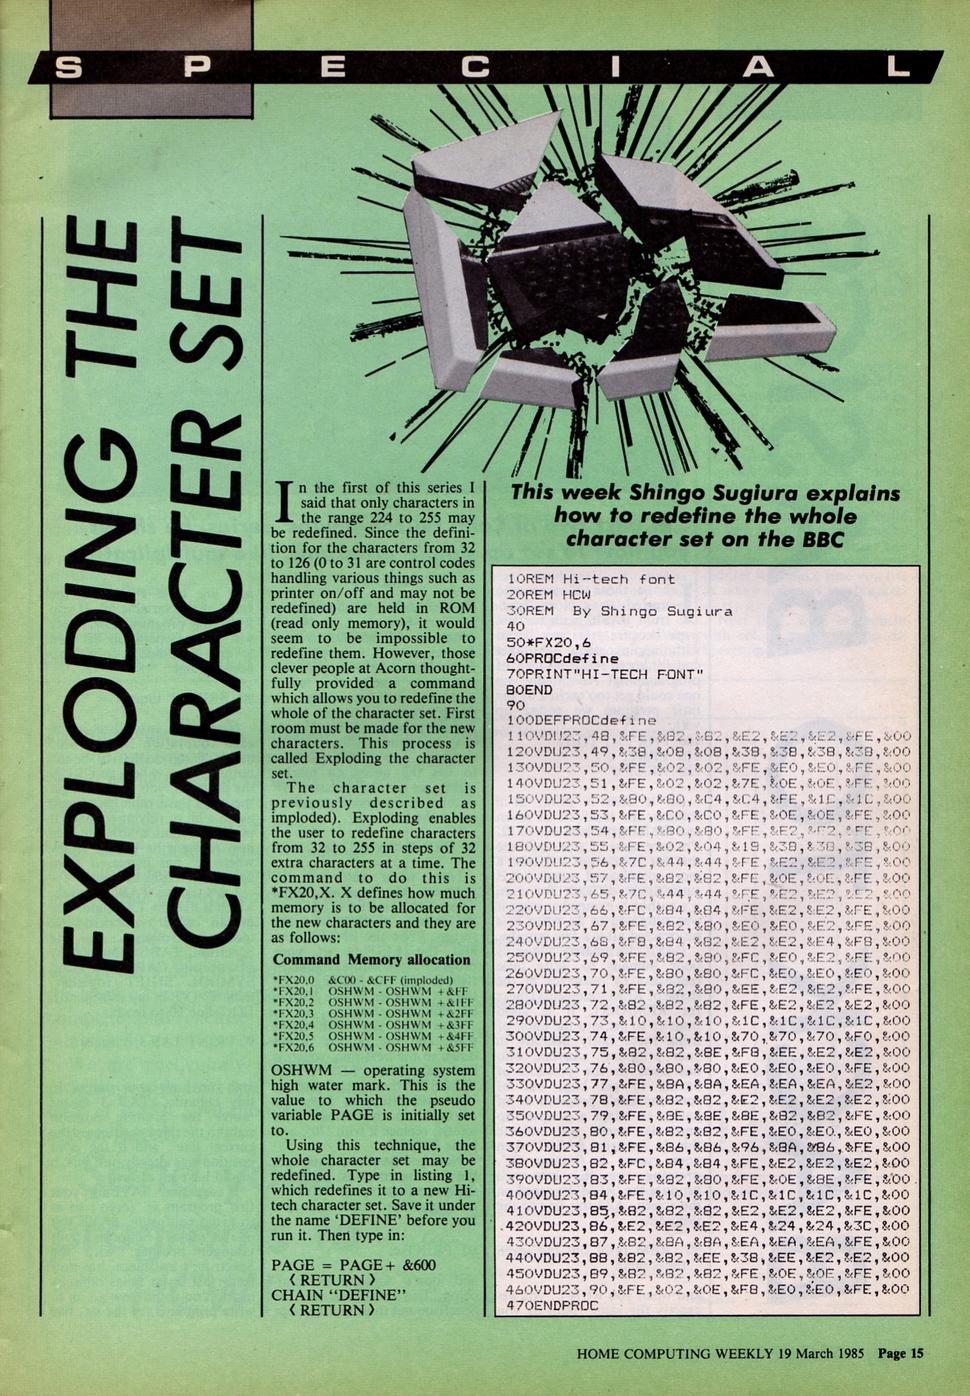 SPECIAL
EXPLODING THE
CHARACTER SET
In the first of this series I
said that only characters in
the range 224 to 255 may
be redefined. Since the defini-
tion for the characters from 32
to 126 (0 to 31 are control codes
handling various things such as
printer on/off and may not be
redefined) are held in ROM
(read only memory), it would
seem to be impossible to
redefine them. However, those
clever people at Acorn thought-
fully provided a command
which allows you to redefine the
whole of the character set. First
room must be made for the new
characters. This process is
called Exploding the character
set.
The character set is
previously described as
imploded). Exploding enables
the user to redefine characters
from 32 to 255 in steps of 32
extra characters at a time. The
command to do this is
*FX20,X. X defines how much
memory is to be allocated for
the new characters and they are
as follows:
Command Memory allocation
*FX20,0 &C00 - &CFF (imploded)
*FX20,1 OSHWM - OSHWM +&FF
*FX20,2 OSHWM - OSHWM +&1FF
*FX20,3 OSHWM - OSHWM +&2FF
*FX20,4 OSHWM - OSHWM +&3FF
*FX20,5 OSHWM - OSHWM +&4FF
*FX20,6 OSHWM - OSHWM +&5FF
OSHWM — operating system
high water mark. This is the
value to which the pseudo
variable PAGE is initially set
to.
Using this technique, the
whole character set may be
redefined. Type in listing 1,
which redefines it to a new Hi-
tech character set. Save it under
the name ‘DEFINE’ before you
run it. Then type in:
PAGE = PAGE+ &600
⟨ RETURN ⟩
CHAIN “DEFINE”
⟨ RETURN ⟩
This week Shingo Sugiura explains
how to redefine the whole
character set on the BBC
10REM Hi-tech font
20REM HCW
30REM  By Shingo Sugiura
40
50*FX20,6
60PROCdefine
70PRINT"HI-TECH FONT"
80END
90
100DEFPROCdefine
110VDU23,48,&FE,&82,&82,&E2,&E2,&E2,&FE,&00
120VDU23,49,&38,&08,&08,&38,&38,&38,&38,&00
130VDU23,50,&FE,&02,&02,&FE,&E0,&E0,&FE,&00
140VDU23,51,&FE,&02,&02,&7E,&0E,&0E,&FE,&00
150VDU23,52,&80,&80,&C4,&C4,&FE,&1C,&1C,&00
160VDU23,53,&FE,&C0,&C0,&FE,&0E,&0E,&FE,&00
170VDU23,54,&FE,&80,&80,&FE,&E2,&E2,&FE,&00
180VDU23,55,&FE,&02,&04,&18,&38,&38,&38,&00
190VDU23,56,&7C,&44,&44,&FE,&E2,&E2,&FE,&00
200VDU23,57,&FE,&82,&82,&FE,&0E,&0E,&FE,&00
210VDU23,65,&7C,&44,&44,&FE,&E2,&E2,&E2,&00
220VDU23,66,&FC,&84,&84,&FE,&E2,&E2,&FE,&00
230VDU23,67,&FE,&82,&80,&E0,&E0,&E2,&FE,&00
240VDU23,68,&F8,&84,&82,&E2,&E2,&E4,&F8,&00
250VDU23,69,&FE,&82,&80,&FC,&E0,&E2,&FE,&00
260VDU23,70,&FE,&80,&80,&FC,&E0,&E0,&E0,&00
270VDU23,71,&FE,&82,&80,&EE,&E2,&E2,&FE,&00
280VDU23,72,&82,&82,&82,&FE,&E2,&E2,&E2,&00
290VDU23,73,&10,&10,&10,&1C,&1C,&1C,&1C,&00
300VDU23,74,&FE,&10,&10,&70,&70,&70,&F0,&00
310VDU23,75,&82,&82,&8E,&F8,&EE,&E2,&E2,&00
320VDU23,76,&80,&80,&80,&E0,&E0,&E0,&FE,&00
330VDU23,77,&FE,&8A,&8A,&EA,&EA,&EA,&E2,&00
340VDU23,78,&FE,&82,&82,&E2,&E2,&E2,&E2,&00
350VDU23,79,&FE,&8E,&8E,&8E,&82,&82,&FE,&00
360VDU23,80,&FE,&82,&82,&FE,&E0,&E0,&E0,&00
370VDU23,81,&FE,&86,&86,&96,&8A,&86,&FE,&00
380VDU23,82,&FC,&84,&84,&FE,&E2,&E2,&E2,&00
390VDU23,83,&FE,&82,&80,&FE,&0E,&8E,&FE,&00
400VDU23,84,&FE,&10,&10,&1C,&1C,&1C,&1C,&00
410VDU23,85,&82,&82,&82,&E2,&E2,&E2,&FE,&00
420VDU23,86,&E2,&E2,&E2,&E4,&24,&24,&3C,&00
430VDU23,87,&82,&8A,&8A,&EA,&EA,&EA,&FE,&00
440VDU23,88,&82,&82,&EE,&38,&EE,&E2,&E2,&00
450VDU23,89,&82,&82,&82,&FE,&0E,&0E,&FE,&00
460VDU23,90,&FE,&02,&0E,&F8,&E0,&E0,&FE,&00
470ENDPROC
HOME COMPUTING WEEKLY 19 March 1985 Page 15